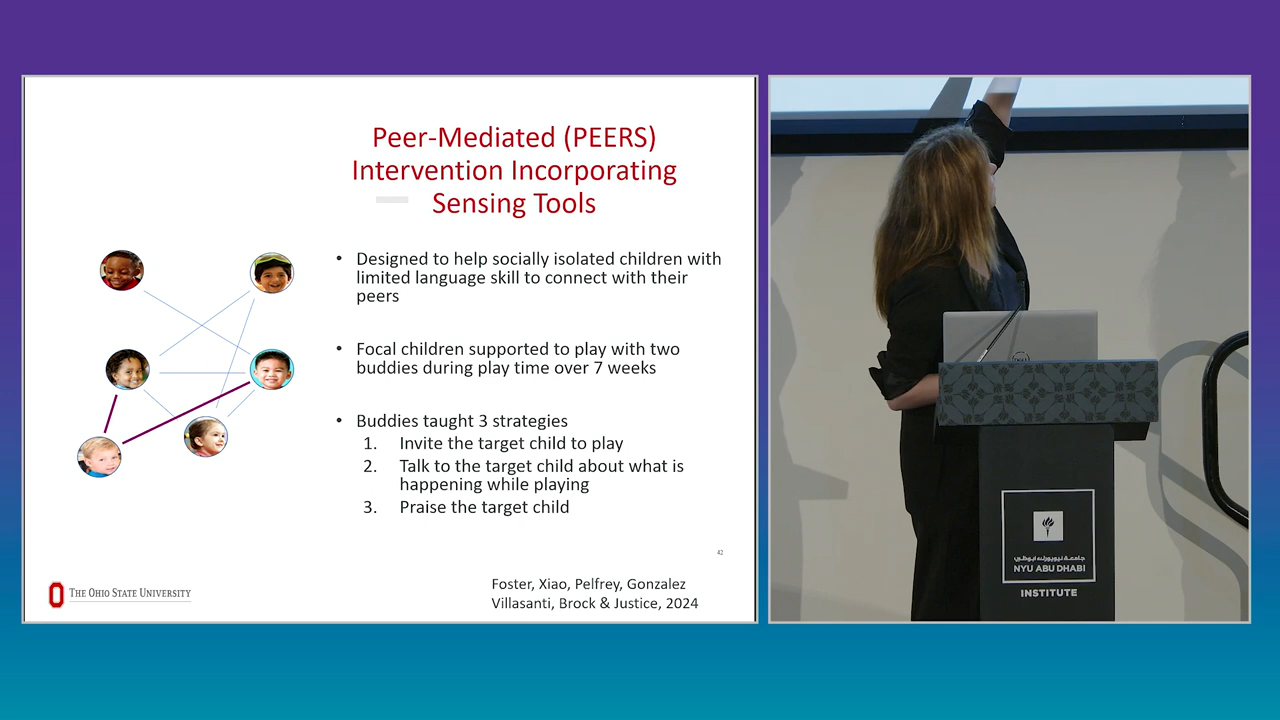 Peer-Mediated (PEERS)
Intervention Incorporating
Sensing Tools
• Designed to help socially isolated children with
limited language skill to connect with their
peers
• Focal children supported to play with two
buddies during play time over 7 weeks
• Buddies taught 3 strategies
1. Invite the target child to play
2. Talk to the target child about what is
happening while playing
3. Praise the target child
42
THE OHIO STATE UNIVERSITY
Foster, Xiao, Pelfrey, Gonzalez
Villasanti, Brock & Justice, 2024
جامعة نيويورك أبوظبي
NYU ABU DHABI
INSTITUTE